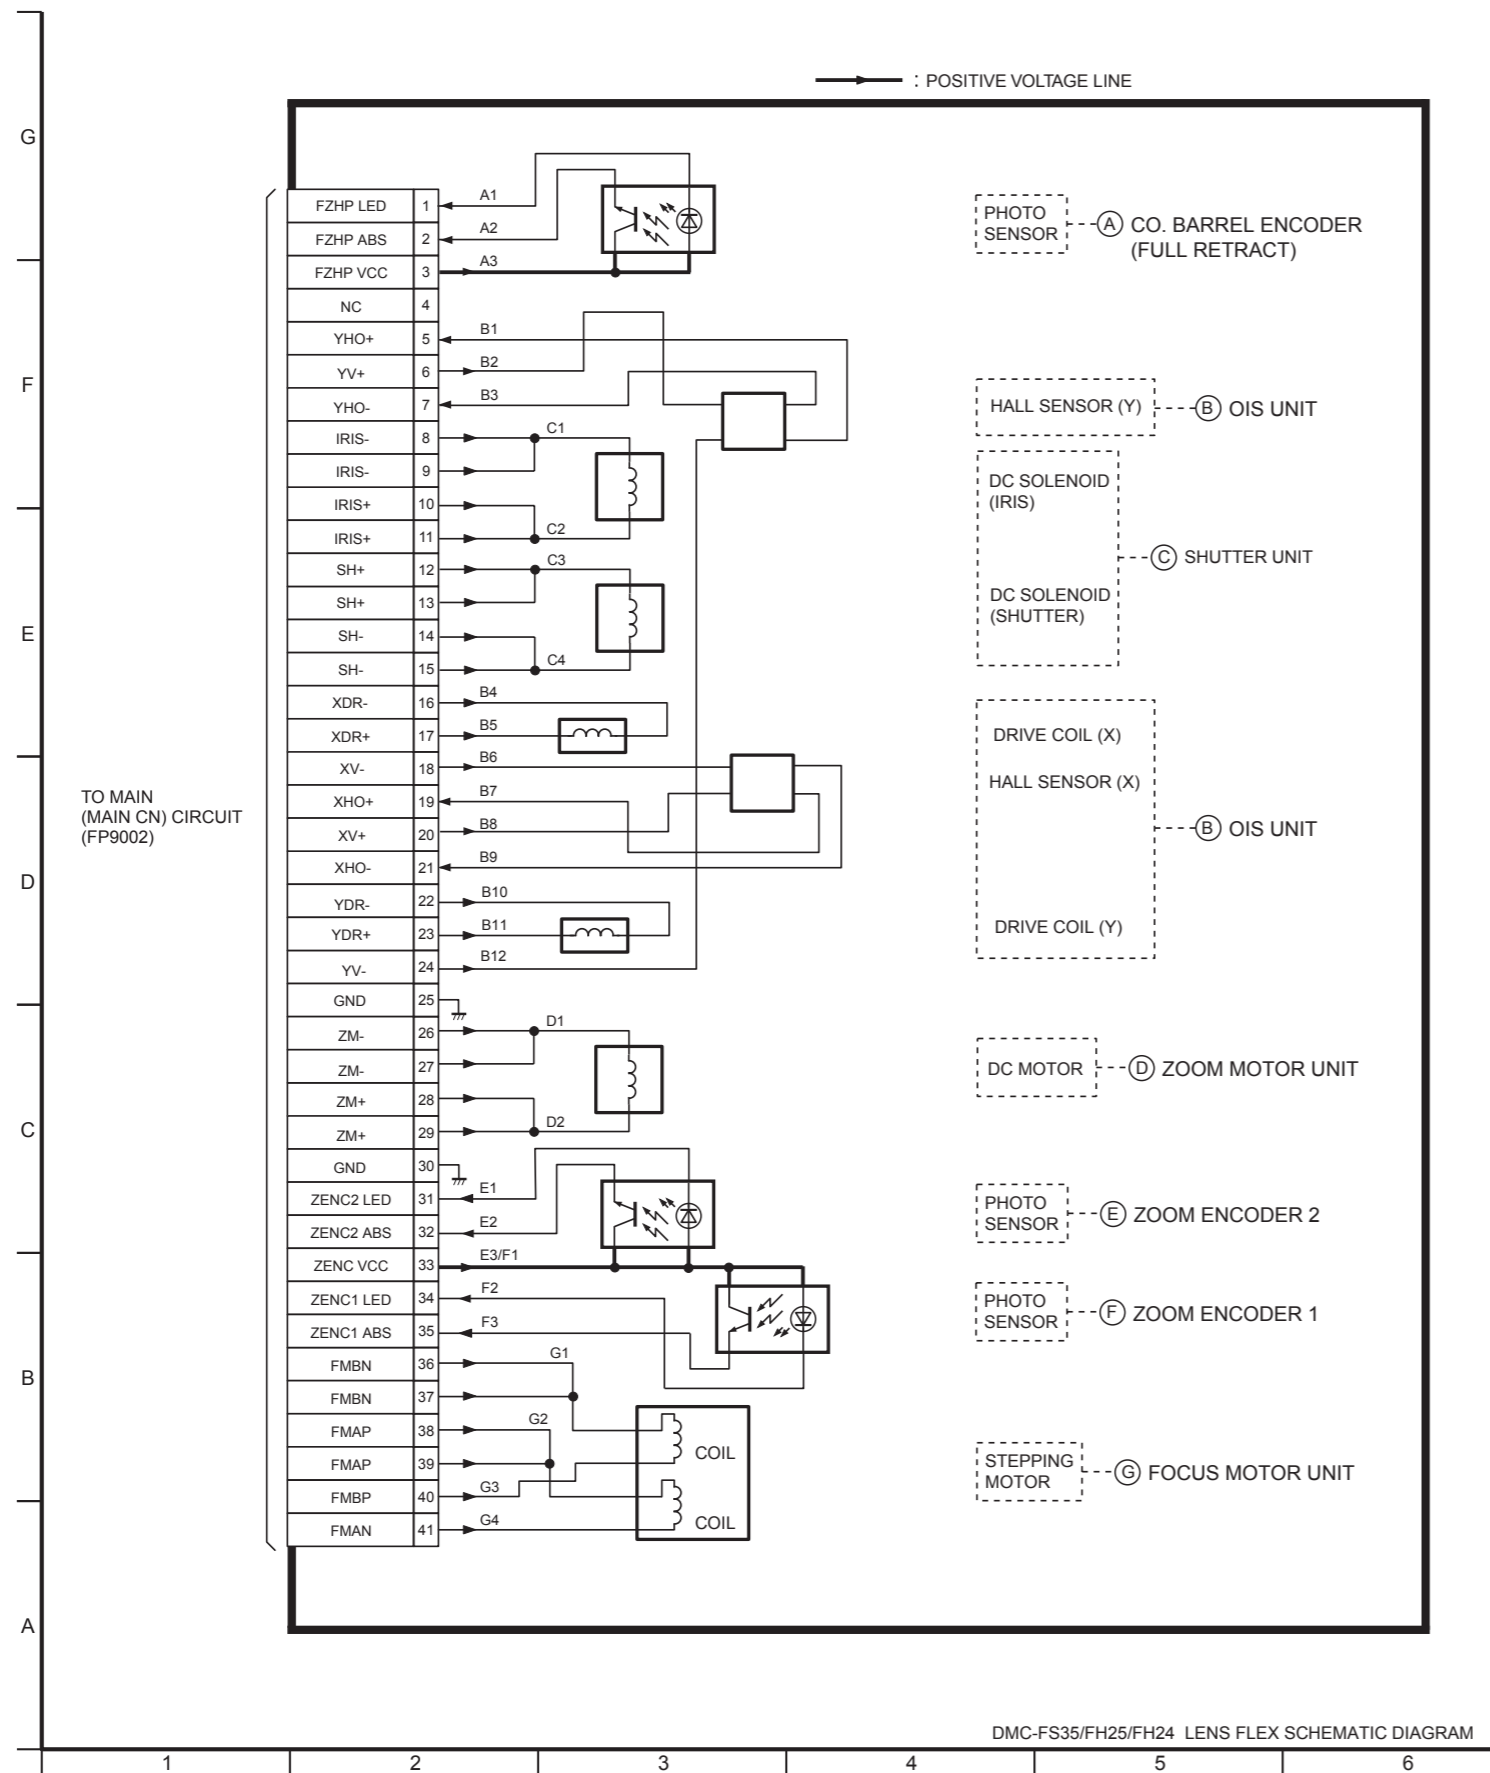 : POSITIVE VOLTAGE LINE
G
FZHP LED 1 A1
FZHP ABS 2 A2
FZHP VCC 3 A3
PHOTO
SENSOR
A CO. BARREL ENCODER
(FULL RETRACT)
NC 4
YHO+ 5 B1
YV+ 6 B2
YHO- 7 B3
F
HALL SENSOR (Y) B OIS UNIT
IRIS- 8 C1
IRIS- 9
IRIS+ 10
IRIS+ 11 C2
DC SOLENOID
(IRIS)
C SHUTTER UNIT
SH+ 12 C3
SH+ 13
SH- 14
SH- 15 C4
DC SOLENOID
(SHUTTER)
E
XDR- 16 B4
XDR+ 17 B5
XV- 18 B6
XHO+ 19 B7
XV+ 20 B8
XHO- 21 B9
YDR- 22 B10
YDR+ 23 B11
YV- 24 B12
DRIVE COIL (X)
HALL SENSOR (X)
B OIS UNIT
DRIVE COIL (Y)
TO MAIN
(MAIN CN) CIRCUIT
(FP9002)
D
GND 25
ZM- 26 D1
ZM- 27
ZM+ 28
ZM+ 29 D2
DC MOTOR D ZOOM MOTOR UNIT
C
GND 30
ZENC2 LED 31 E1
ZENC2 ABS 32 E2
ZENC VCC 33 E3/F1
PHOTO
SENSOR
E ZOOM ENCODER 2
ZENC1 LED 34 F2
ZENC1 ABS 35 F3
PHOTO
SENSOR
F ZOOM ENCODER 1
B
FMBN 36 G1
FMBN 37
FMAP 38 G2
FMAP 39
FMBP 40 G3
FMAN 41 G4
COIL
COIL
STEPPING
MOTOR
G FOCUS MOTOR UNIT
A
DMC-FS35/FH25/FH24 LENS FLEX SCHEMATIC DIAGRAM
1 2 3 4 5 6